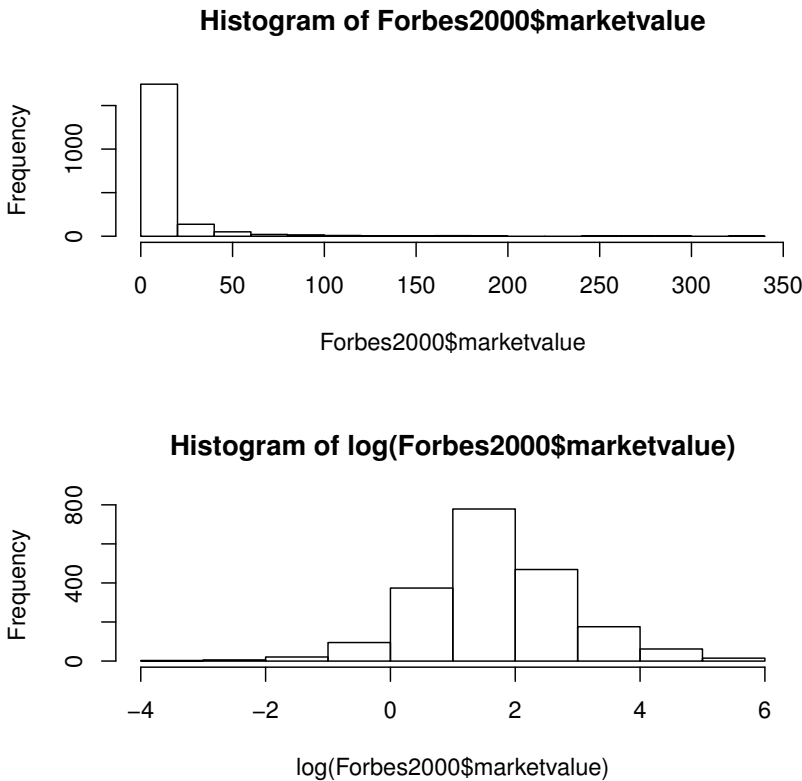 Histogram of Forbes2000$marketvalue
Frequency
1000
0
0 50 100 150 200 250 300 350
Forbes2000$marketvalue
Histogram of log(Forbes2000$marketvalue)
Frequency
800
400
0
−4 −2 0 2 4 6
log(Forbes2000$marketvalue)